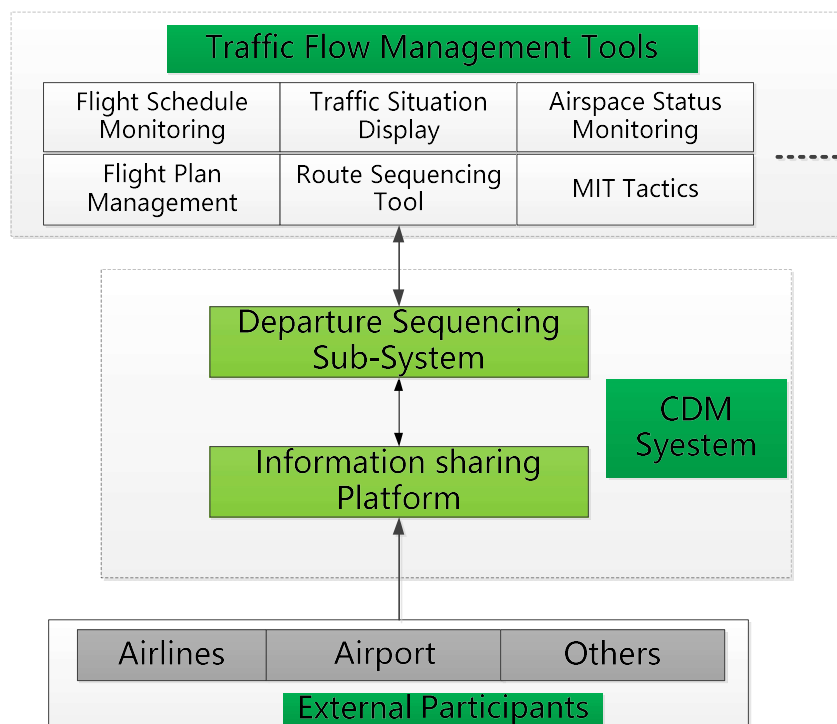 Traffic Flow Management Tools
Flight Schedule
Monitoring
Traffic Situation
Display
Airspace Status
Monitoring
Flight Plan
Management
Route Sequencing
Tool
MIT Tactics
Departure Sequencing
Sub-System
CDM
Syestem
Information sharing
Platform
Airlines
Airport
Others
External Participants